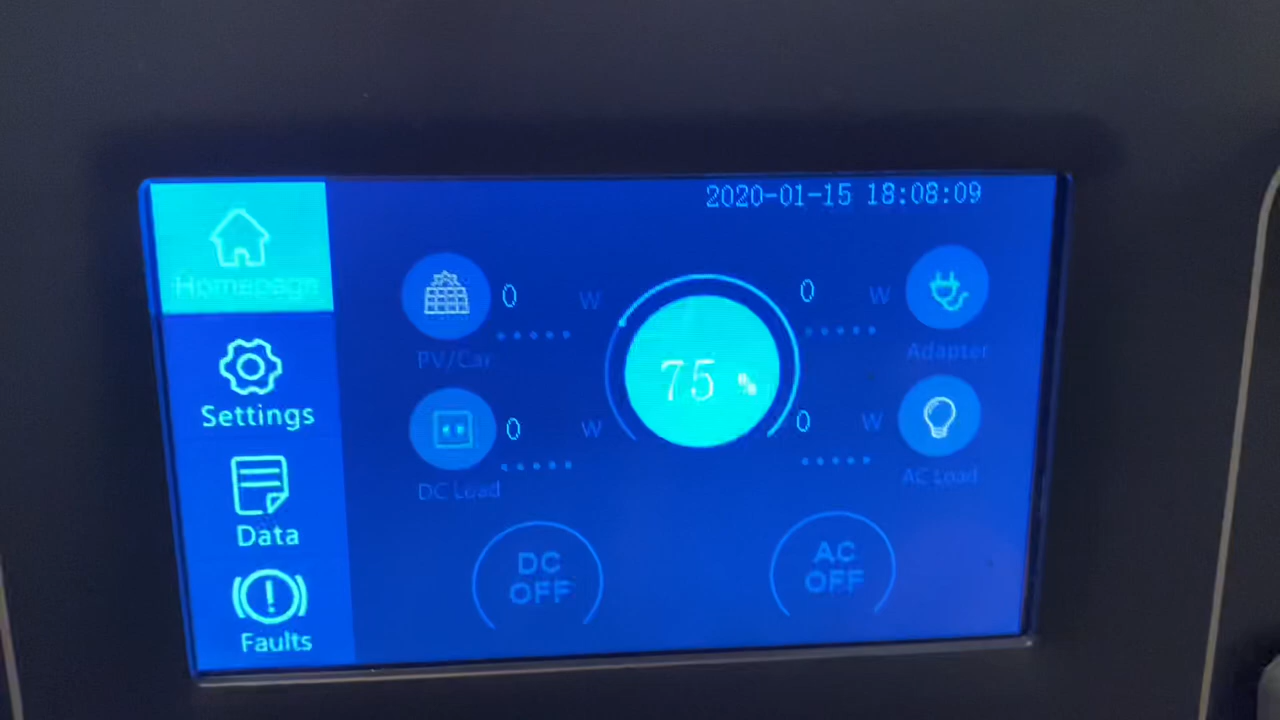 2020-01-15 18:08:09
Homepage
Settings
Data
Faults
0 W
PV/Car
0 W
DC Load
75 %
0 W
Adapter
0 W
AC Load
DC
OFF
AC
OFF